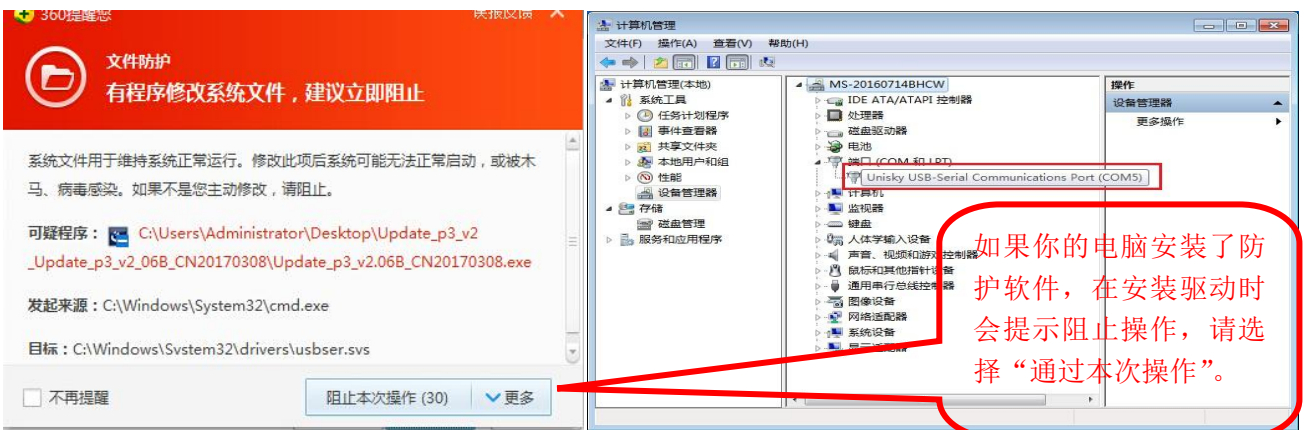 360提醒您
误报反馈
文件防护
有程序修改系统文件，建议立即阻止
系统文件用于维持系统正常运行。修改此项后系统可能无法正常启动，或被木
马、病毒感染。如果不是您主动修改，请阻止。
可疑程序： C:\Users\Administrator\Desktop\Update_p3_v2
_Update_p3_v2_06B_CN20170308\Update_p3_v2.06B_CN20170308.exe
发起来源：C:\Windows\System32\cmd.exe
目标：C:\Windows\System32\drivers\usbser.sys
不再提醒
阻止本次操作 (30)
更多
计算机管理
文件(F) 操作(A) 查看(V) 帮助(H)
计算机管理(本地)
系统工具
任务计划程序
事件查看器
共享文件夹
本地用户和组
性能
设备管理器
存储
磁盘管理
服务和应用程序
MS-20160714BHCW
IDE ATA/ATAPI 控制器
处理器
磁盘驱动器
电池
端口 (COM 和 LPT)
Unisky USB-Serial Communications Port (COM5)
计算机
监视器
键盘
人体学输入设备
声音、视频和游戏控制器
鼠标和其他指针设备
通用串行总线控制器
图像设备
网络适配器
系统设备
显示适配器
操作
设备管理器
更多操作
如果你的电脑安装了防
护软件，在安装驱动时
会提示阻止操作，请选
择“通过本次操作”。